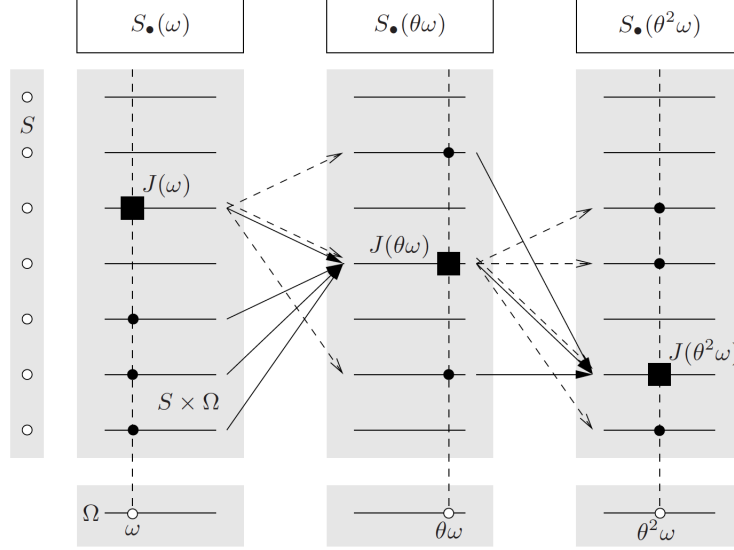 S•(ω) S•(θω) S•(θ²ω)
S
J(ω)
J(θω)
J(θ²ω)
S × Ω
Ω
ω θω θ²ω